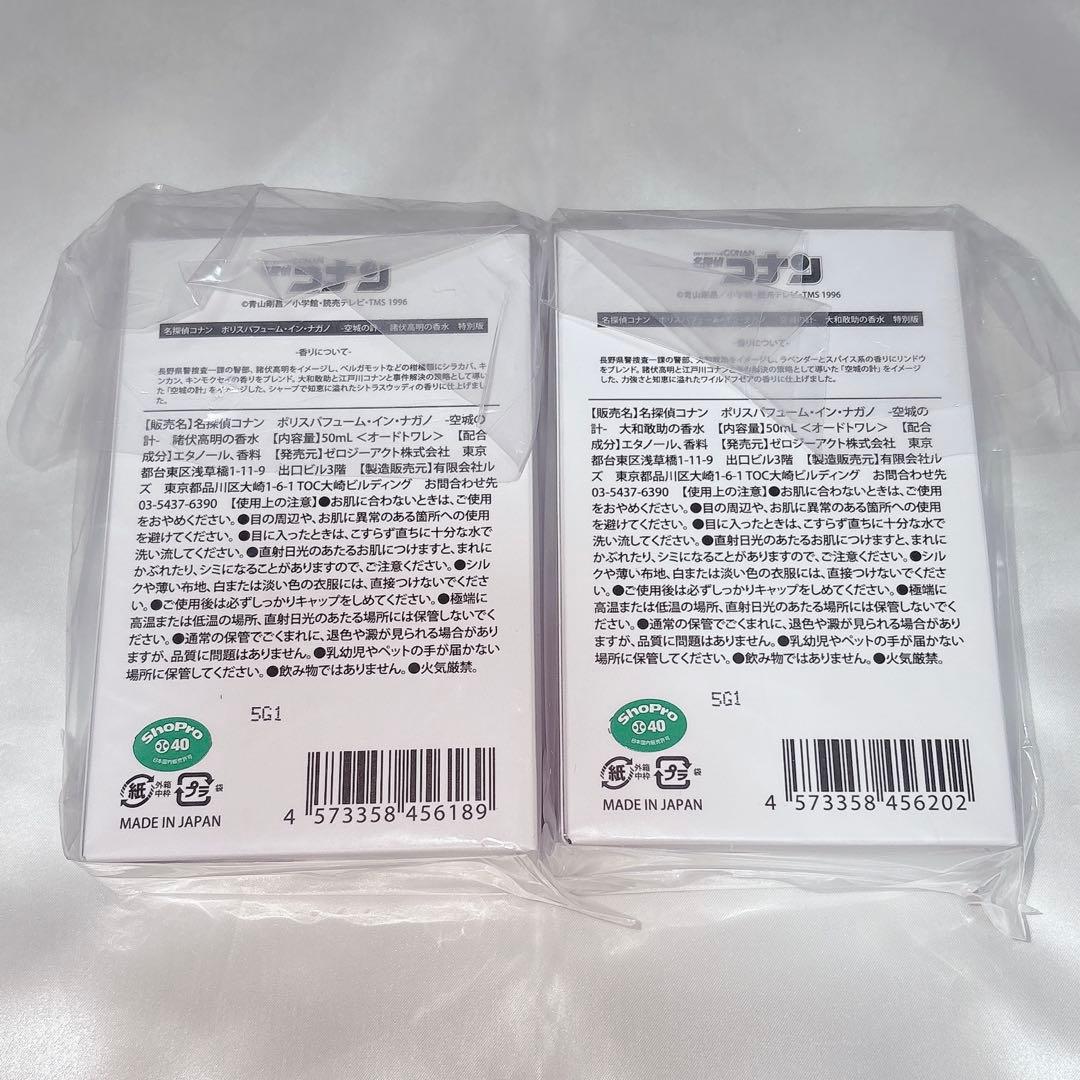 名探偵コナン
©青山剛昌／小学館・読売テレビ・TMS 1996
名探偵コナン ポリスパフューム・イン・ナガノ -空城の計- 諸伏高明の香水 特別版
-香りについて-
長野県警捜査一課の警部、諸伏高明をイメージし、ベルガモットなどの柑橘類にシラカバ、キ
ンカン、キンモクセイの香りをブレンド。大和敢助と江戸川コナンと事件解決の策略として導い
た「空城の計」をイメージした、シャープで知恵に溢れたシトラスウッディの香りに仕上げまし
た。
【販売名】名探偵コナン ポリスパフューム・イン・ナガノ -空城の
計- 諸伏高明の香水 【内容量】50mL＜オードトワレ＞ 【配合
成分】エタノール、香料 【発売元】ゼロジーアクト株式会社 東京
都台東区浅草橋1-11-9 出口ビル3階 【製造販売元】有限会社ル
ズ 東京都品川区大崎1-6-1 TOC大崎ビルディング お問合わせ先
03-5437-6390 【使用上の注意】●お肌に合わないときは、ご使用
をおやめください。●目の周辺や、お肌に異常のある箇所への使用
を避けてください。●目に入ったときは、こすらず直ちに十分な水で
洗い流してください。●直射日光のあたるお肌につけますと、まれに
かぶれたり、シミになることがありますので、ご注意ください。●シル
クや薄い布地、白または淡い色の衣服には、直接つけないでくださ
い。●ご使用後は必ずしっかりキャップをしめてください。●極端に
高温または低温の場所、直射日光のあたる場所には保管しないでく
ださい。●通常の保管でごくまれに、退色や澱が見られる場合があり
ますが、品質に問題はありません。●乳幼児やペットの手が届かない
場所に保管してください。●飲み物ではありません。●火気厳禁。
5G1
ShoPro
40
日本国内販売許可
紙 外箱 中枠
プラ 袋
MADE IN JAPAN
4 573358 456189
DETECTIVE CONAN
名探偵コナン
©青山剛昌／小学館・読売テレビ・TMS 1996
名探偵コナン ポリスパフューム・イン・ナガノ -空城の計- 大和敢助の香水 特別版
-香りについて-
長野県警捜査一課の警部、大和敢助をイメージし、ラベンダーとスパイス系の香りにリンドウ
をブレンド。諸伏高明と江戸川コナンと事件解決の策略として導いた「空城の計」をイメージ
した、力強さと知恵に溢れたワイルドフゼアの香りに仕上げました。
【販売名】名探偵コナン ポリスパフューム・イン・ナガノ -空城の
計- 大和敢助の香水 【内容量】50mL＜オードトワレ＞ 【配合
成分】エタノール、香料 【発売元】ゼロジーアクト株式会社 東京
都台東区浅草橋1-11-9 出口ビル3階 【製造販売元】有限会社ル
ズ 東京都品川区大崎1-6-1 TOC大崎ビルディング お問合わせ先
03-5437-6390 【使用上の注意】●お肌に合わないときは、ご使用
をおやめください。●目の周辺や、お肌に異常のある箇所への使用
を避けてください。●目に入ったときは、こすらず直ちに十分な水で
洗い流してください。●直射日光のあたるお肌につけますと、まれに
かぶれたり、シミになることがありますので、ご注意ください。●シル
クや薄い布地、白または淡い色の衣服には、直接つけないでくださ
い。●ご使用後は必ずしっかりキャップをしめてください。●極端に
高温または低温の場所、直射日光のあたる場所には保管しないでく
ださい。●通常の保管でごくまれに、退色や澱が見られる場合があり
ますが、品質に問題はありません。●乳幼児やペットの手が届かない
場所に保管してください。●飲み物ではありません。●火気厳禁。
5G1
ShoPro
40
日本国内販売許可
紙 外箱 中枠
プラ 袋
MADE IN JAPAN
4 573358 456202